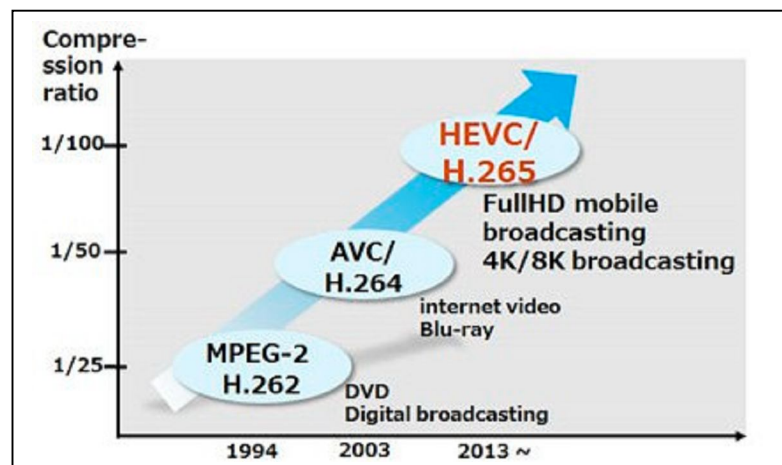 Compre-
ssion
ratio
1/100
HEVC/
H.265
FullHD mobile
broadcasting
4K/8K broadcasting
1/50
AVC/
H.264
internet video
Blu-ray
1/25
MPEG-2
H.262
DVD
Digital broadcasting
1994 2003 2013 ~